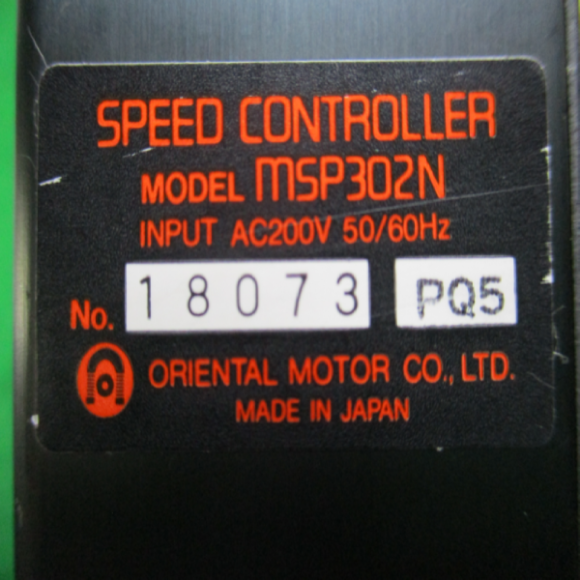 SPEED CONTROLLER
MODEL MSP302N
INPUT AC200V 50/60Hz
No. 18073 PQ5
ORIENTAL MOTOR CO., LTD.
MADE IN JAPAN